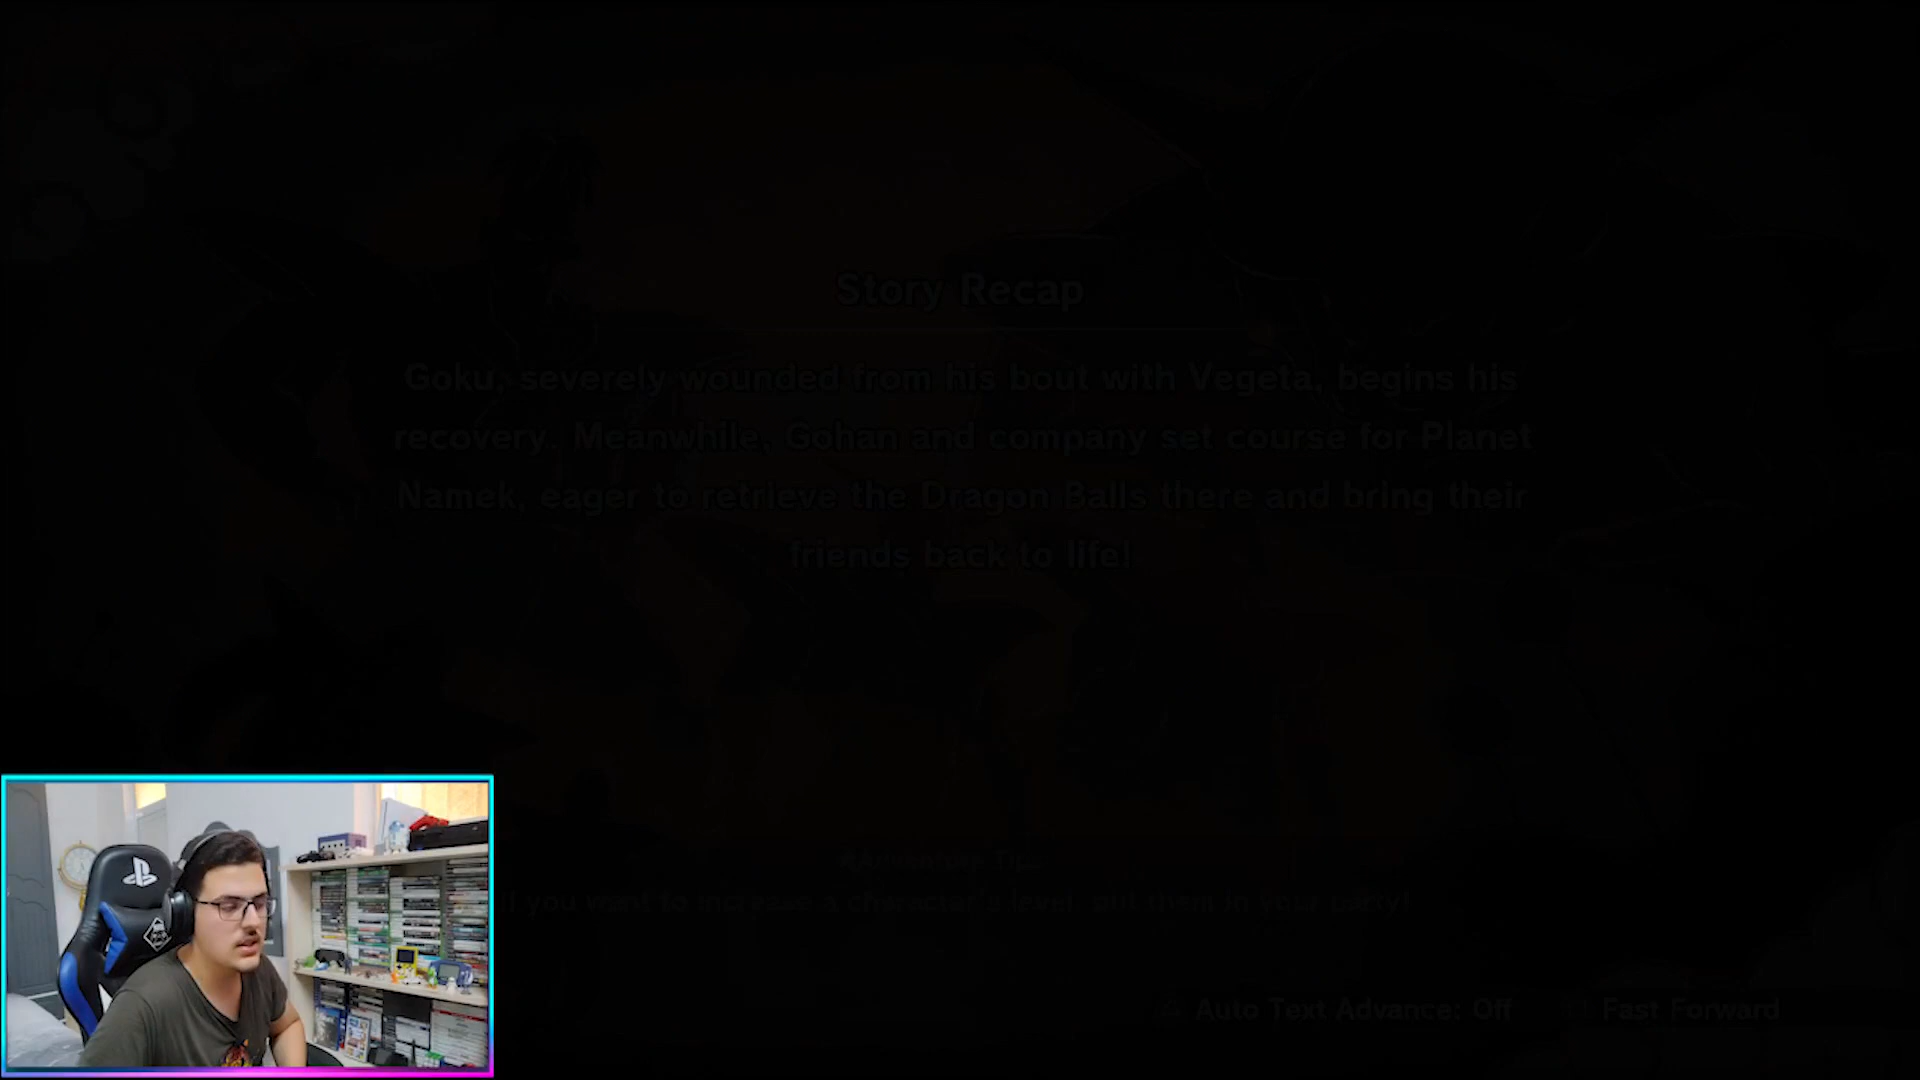 Story Recap
Goku, severely wounded from his bout with Vegeta, begins his
recovery. Meanwhile, Gohan and company set course for Planet
Namek, eager to retrieve the Dragon Balls there and bring their
friends back to life!
Adventure Tip
If you want to increase a character's level, put them in your party!
Auto Text Advance: Off Fast Forward